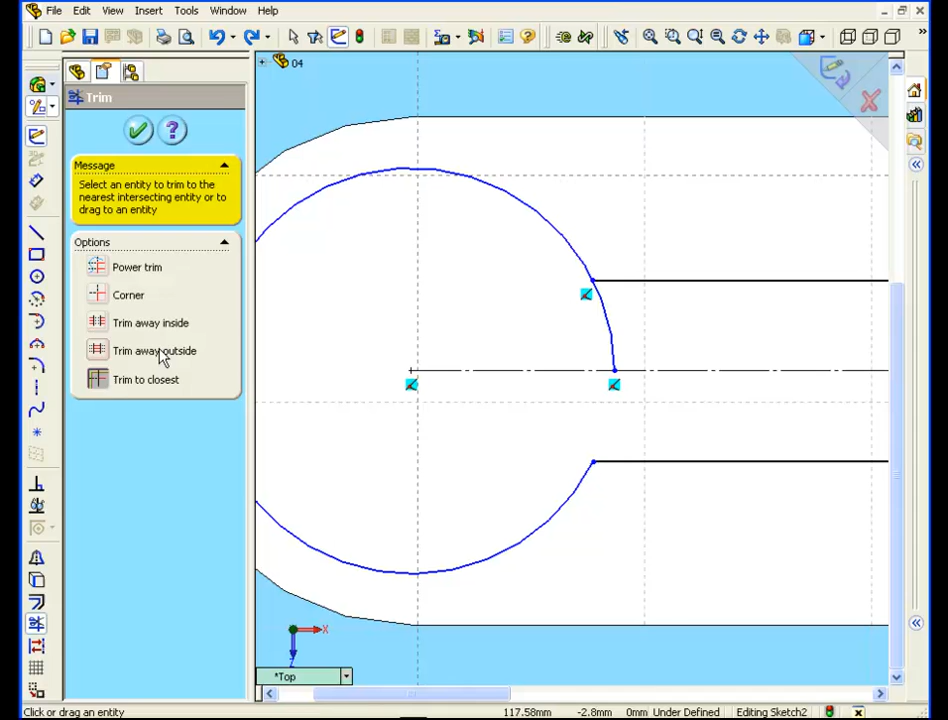 File Edit View Insert Tools Window Help
04
Trim
Message
Select an entity to trim to the
nearest intersecting entity or to
drag to an entity
Options
Power trim
Corner
Trim away inside
Trim away outside
Trim to closest
X
*Top
Click or drag an entity 117.58mm -2.8mm 0mm Under Defined Editing Sketch2